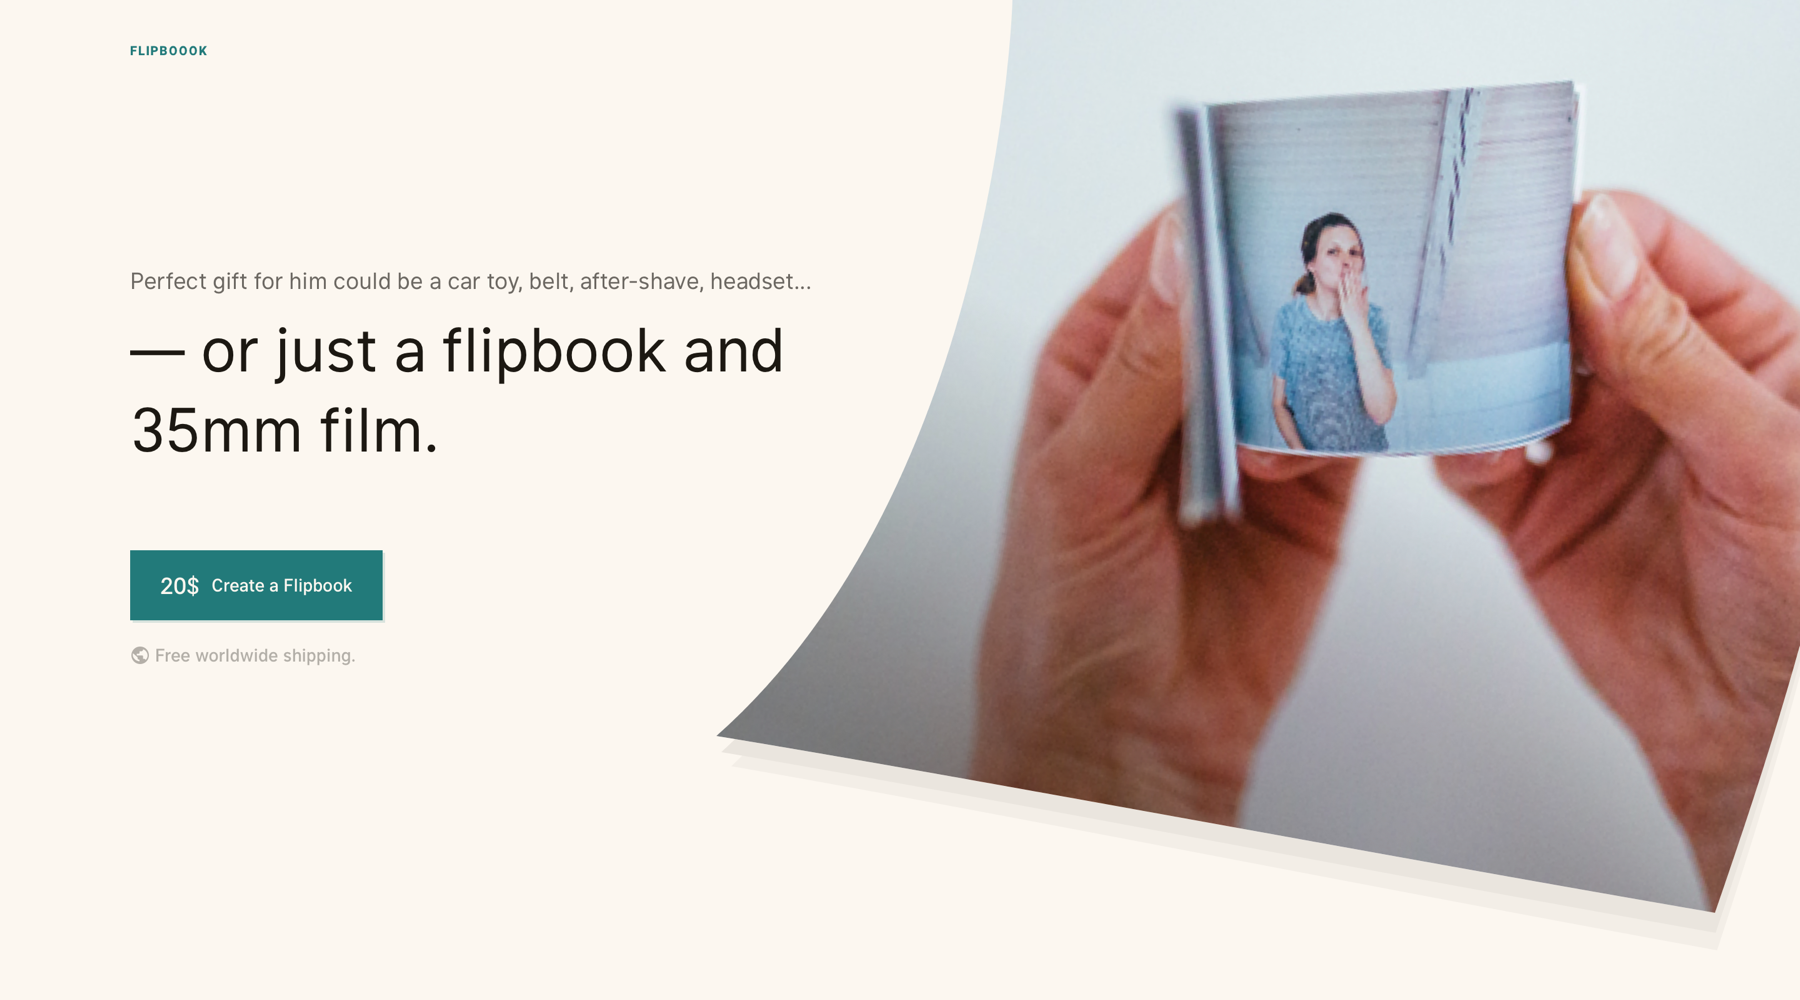 FLIPBOOOK
Perfect gift for him could be a car toy, belt, after-shave, headset...
— or just a flipbook and
35mm film.
20$ Create a Flipbook
Free worldwide shipping.